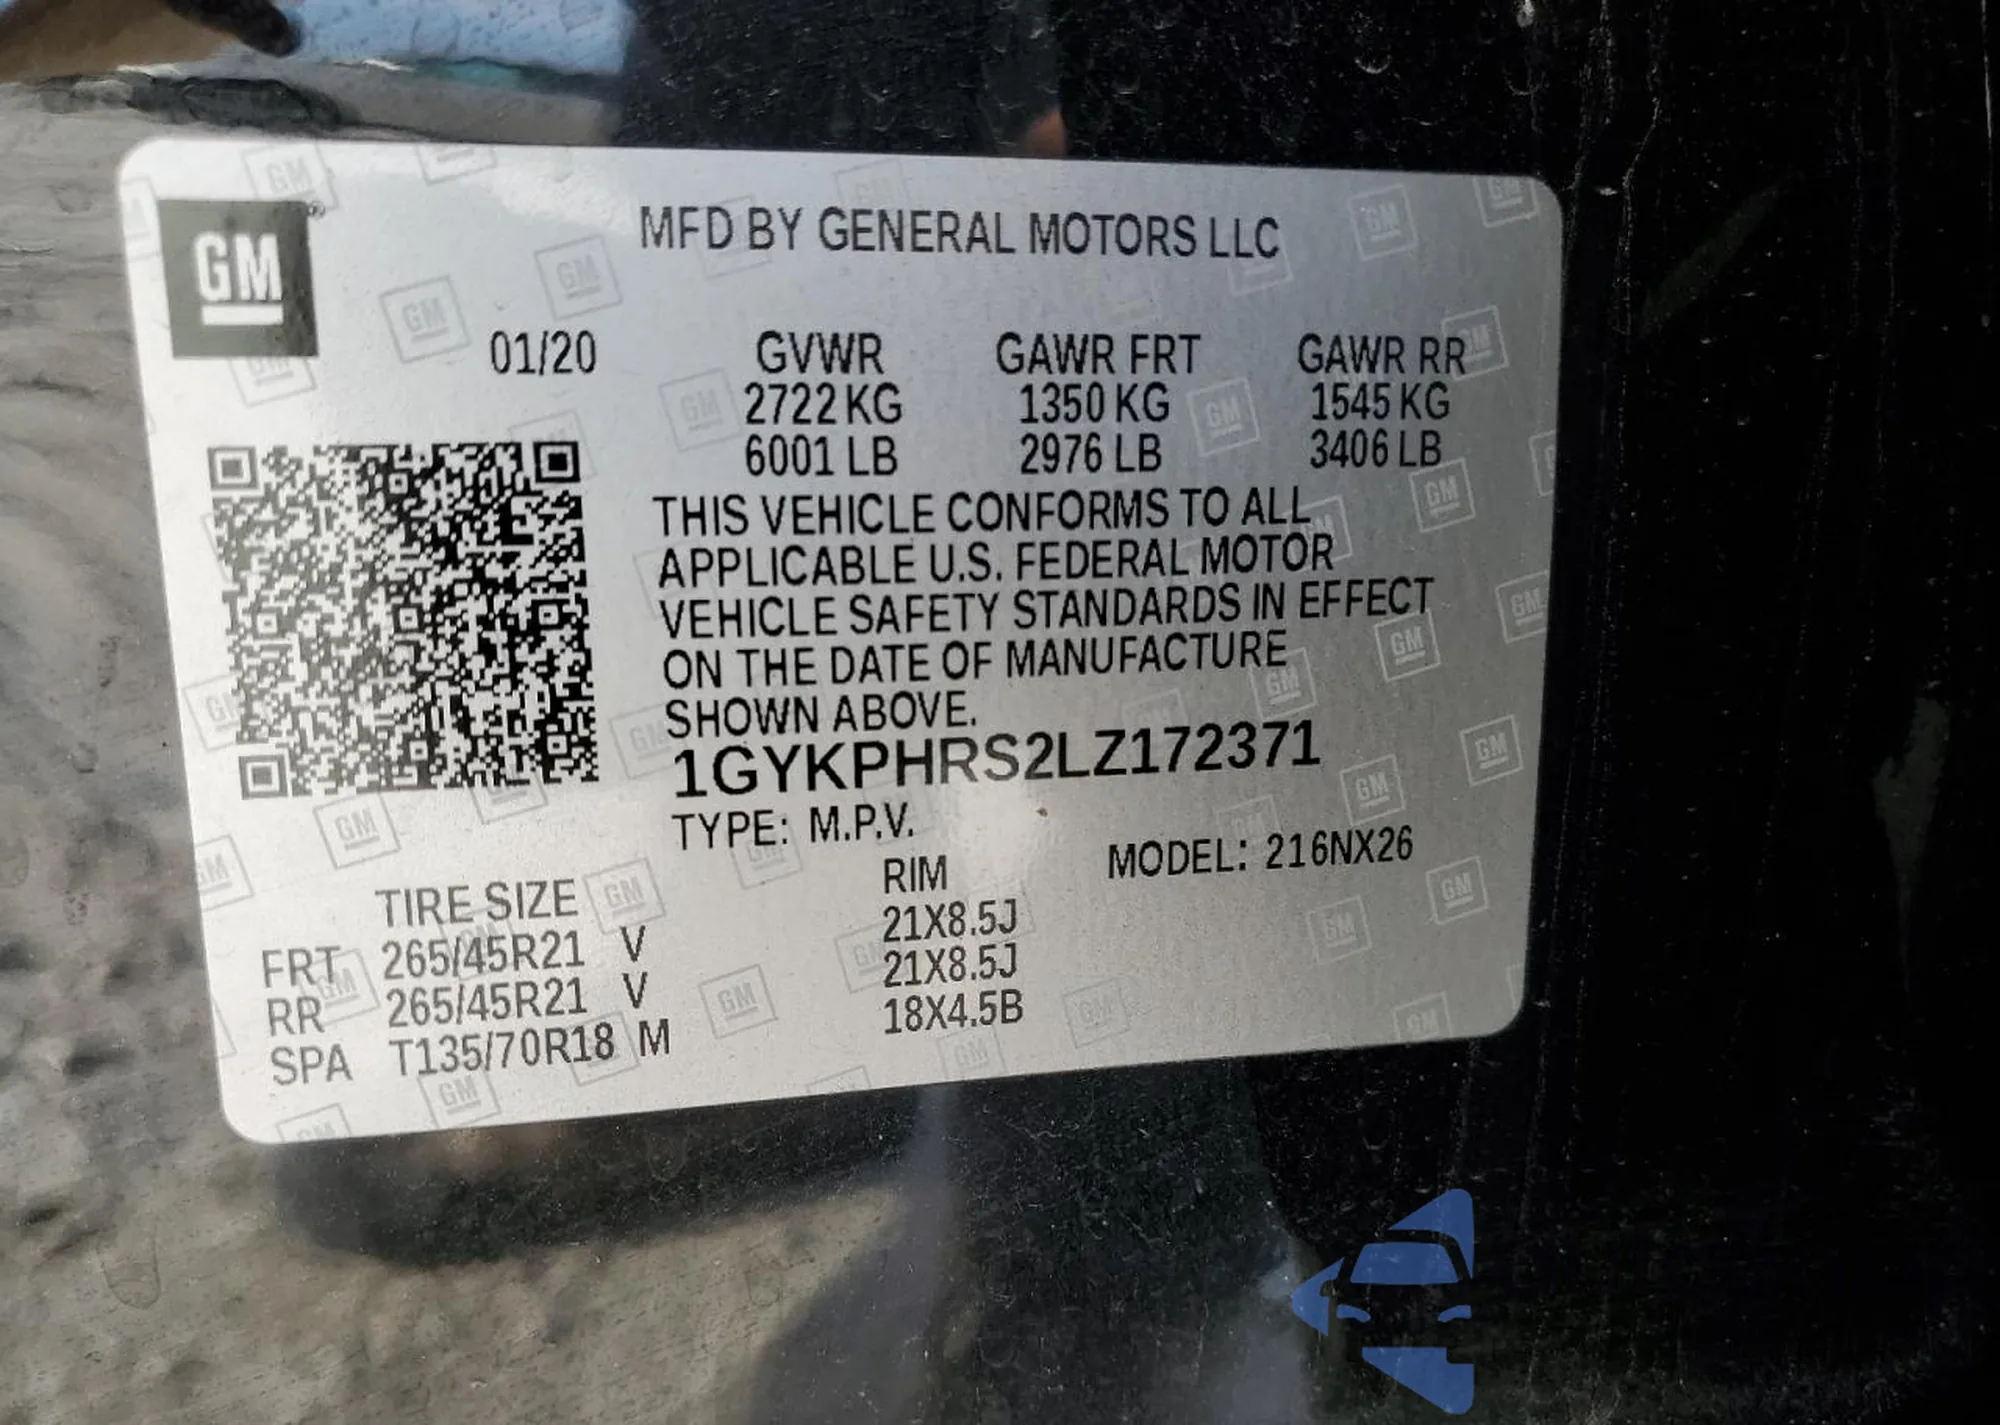 GM
MFD BY GENERAL MOTORS LLC
01/20 GVWR GAWR FRT GAWR RR
2722 KG 1350 KG 1545 KG
6001 LB 2976 LB 3406 LB
THIS VEHICLE CONFORMS TO ALL
APPLICABLE U.S. FEDERAL MOTOR
VEHICLE SAFETY STANDARDS IN EFFECT
ON THE DATE OF MANUFACTURE
SHOWN ABOVE.
1GYKPHRS2LZ172371
TYPE: M.P.V. MODEL: 216NX26
TIRE SIZE RIM
FRT 265/45R21 V 21X8.5J
RR 265/45R21 V 21X8.5J
SPA T135/70R18 M 18X4.5B